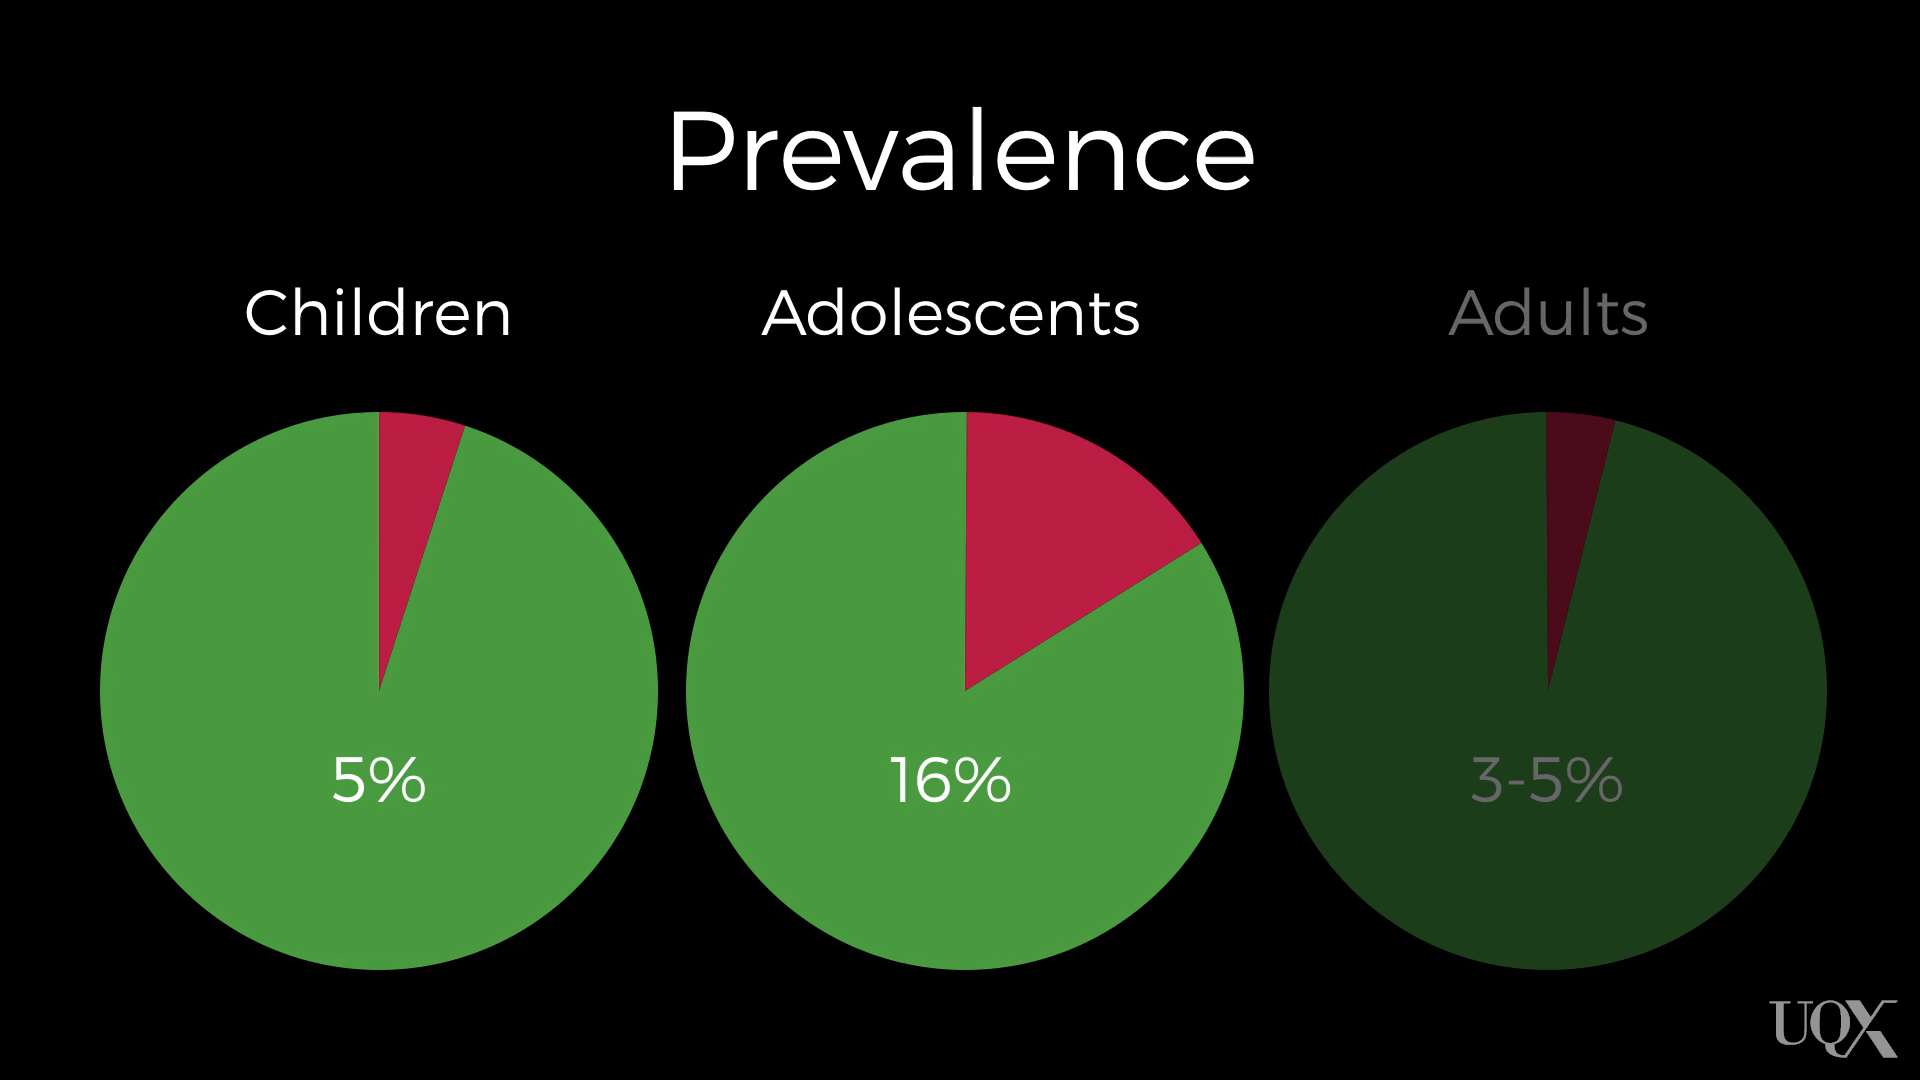 Prevalence
Children
Adolescents
Adults
5%
16%
3-5%
UQX